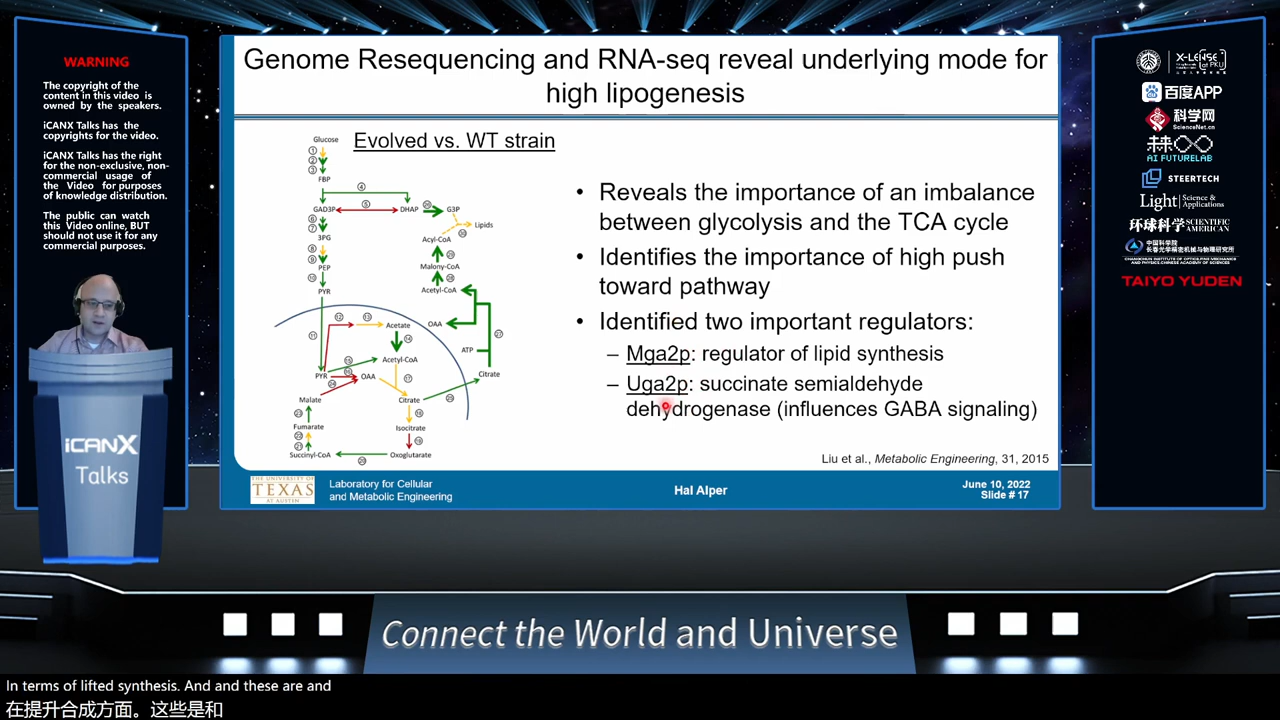 WARNING
The copyright of the
content in this video is
owned by the speakers.
iCANX Talks has the
copyrights for the video.
iCANX Talks has the right
for the non-exclusive, non-
commercial usage of
the Video for purposes
of knowledge distribution.
The public can watch
this Video online, BUT
should not use it for any
commercial purposes.
iCANX
Talks
Genome Resequencing and RNA-seq reveal underlying mode for
high lipogenesis
Evolved vs. WT strain
Glucose
FBP
GAD3P
DHAP
G3P
Lipids
3PG
Acyl-CoA
PEP
Malony-CoA
PYR
Acetyl-CoA
Acetate
OAA
ATP
Acetyl-CoA
PYR
OAA
Citrate
Malate
Citrate
Fumarate
Isocitrate
Succinyl-CoA
Oxoglutarate
• Reveals the importance of an imbalance
between glycolysis and the TCA cycle
• Identifies the importance of high push
toward pathway
• Identified two important regulators:
– Mga2p: regulator of lipid synthesis
– Uga2p: succinate semialdehyde
dehydrogenase (influences GABA signaling)
Liu et al., Metabolic Engineering, 31, 2015
THE UNIVERSITY OF
TEXAS
AT AUSTIN
Laboratory for Cellular
and Metabolic Engineering
Hal Alper
June 10, 2022
Slide # 17
X-LENSE
at PKU
百度APP
科学网
ScienceNet.cn
AI FUTURELAB
STEERTECH
Light Science & Applications
环球科学 SCIENTIFIC AMERICAN
中国科学院
长春光学精密机械与物理研究所
TAIYO YUDEN
Connect the World and Universe
In terms of lifted synthesis. And and these are and
在提升合成方面。这些是和